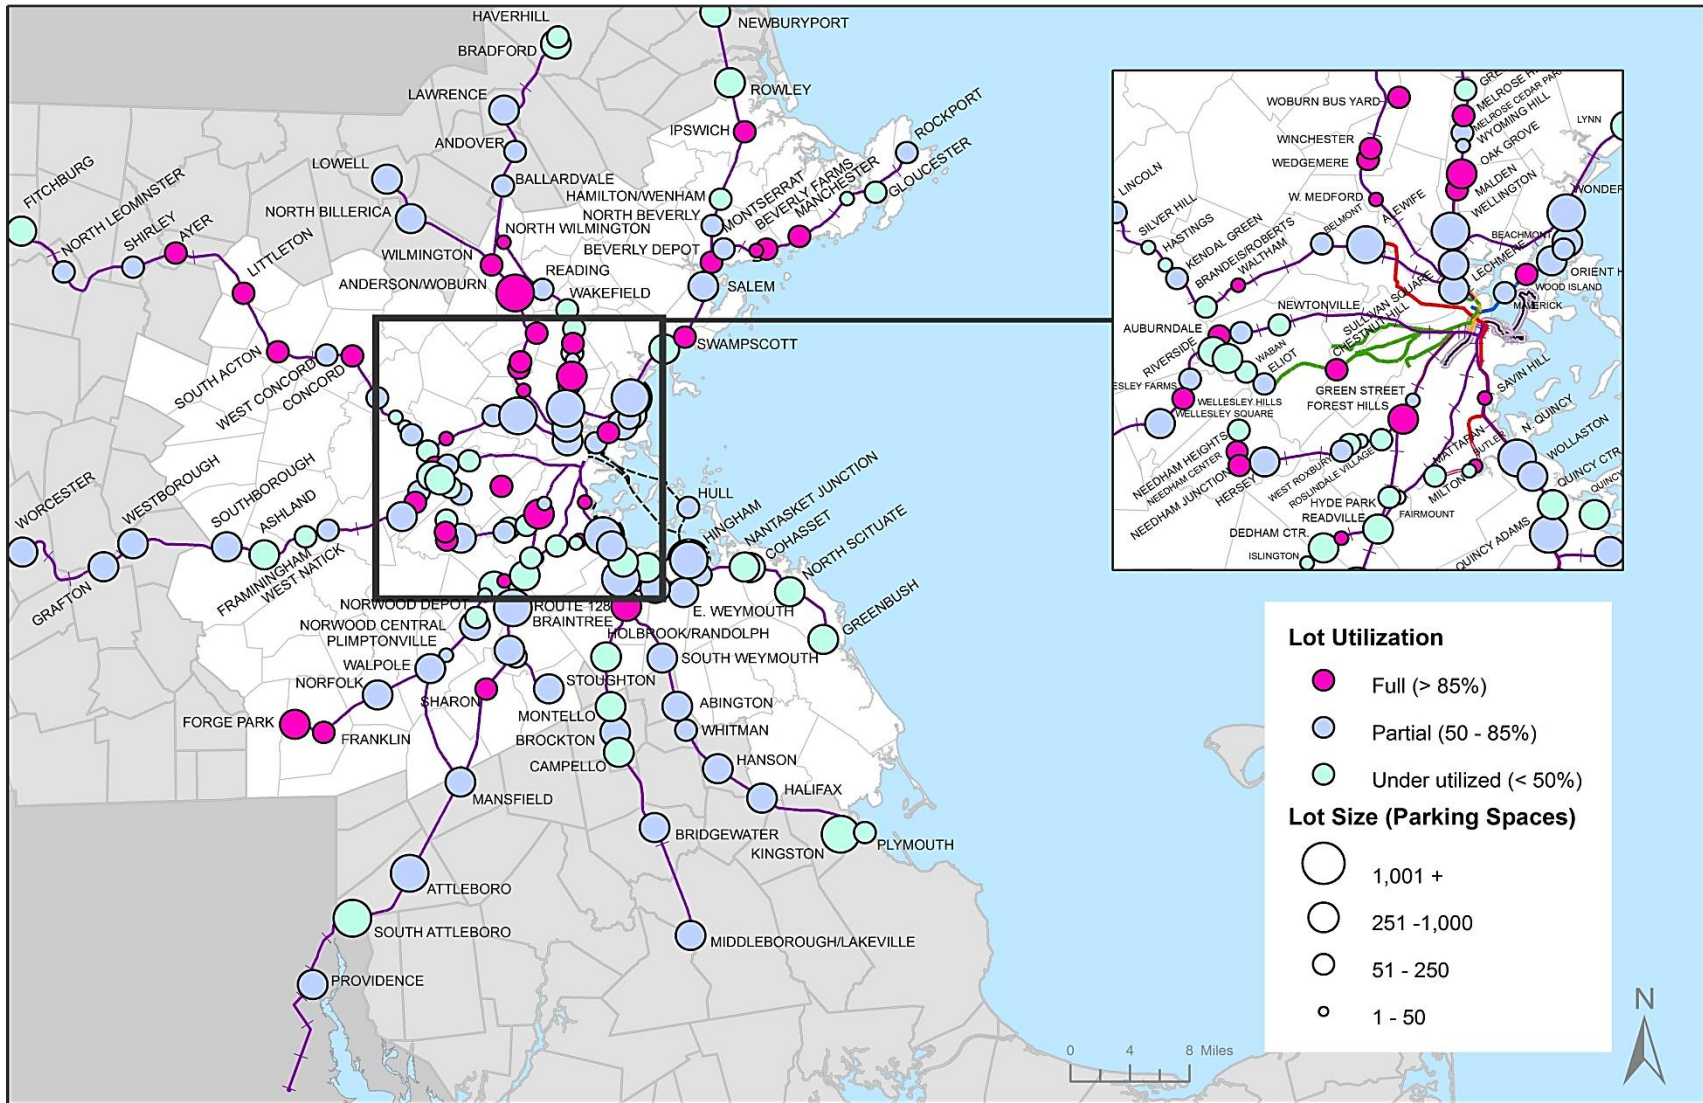 HAVERHILL
BRADFORD
NEWBURYPORT
LAWRENCE
ROWLEY
ANDOVER
IPSWICH
ROCKPORT
LOWELL
BALLARDVALE
MONTSERRAT
BEVERLY FARMS
MANCHESTER
GLOUCESTER
FITCHBURG
NORTH LEOMINSTER
SHIRLEY
AYER
LITTLETON
NORTH BILLERICA
HAMILTON/WENHAM
NORTH BEVERLY
NORTH WILMINGTON
WILMINGTON
BEVERLY DEPOT
READING
ANDERSON/WOBURN
WAKEFIELD
SALEM
SWAMPSCOTT
SOUTH ACTON
WEST CONCORD
CONCORD
WORCESTER
WESTBOROUGH
SOUTHBOROUGH
ASHLAND
GRAFTON
FRAMININGHAM
WEST NATICK
HULL
HINGHAM
NANTASKET JUNCTION
COHASSET
NORTH SCITUATE
GREENBUSH
NORWOOD DEPOT
ROUTE 128
E. WEYMOUTH
NORWOOD CENTRAL
BRAINTREE
PLIMPTONVILLE
HOLBROOK/RANDOLPH
WALPOLE
SOUTH WEYMOUTH
NORFOLK
STOUGHTON
SHARON
ABINGTON
FORGE PARK
MONTELLO
FRANKLIN
WHITMAN
BROCKTON
HANSON
CAMPELLO
HALIFAX
MANSFIELD
BRIDGEWATER
KINGSTON
PLYMOUTH
ATTLEBORO
SOUTH ATTLEBORO
MIDDLEBOROUGH/LAKEVILLE
PROVIDENCE
GRE
MELROSE H
MELROSE CEDAR PARK
WYOMING HILL
WOBURN BUS YARD
LYNN
WINCHESTER
OAK GROVE
WEDGEMERE
MALDEN
WELLINGTON
LINCOLN
W. MEDFORD
WONDER
SILVER HILL
HASTINGS
KENDAL GREEN
BRANDEIS/ROBERTS
WALTHAM
BELMONT
ALEWIFE
BEACHMONT
LECHMERE
ORIENT H
WOOD ISLAND
MAVERICK
NEWTONVILLE
SULLIVAN SQUARE
CHESTNUT HILL
AUBURNDALE
RIVERSIDE
WABAN
ELIOT
SAVIN HILL
ESLEY FARMS
WELLESLEY HILLS
WELLESLEY SQUARE
GREEN STREET
FOREST HILLS
N. QUINCY
WOLLASTON
NEEDHAM HEIGHTS
NEEDHAM CENTER
NEEDHAM JUNCTION
HERSEY
WEST ROXBURY
ROSLINDALE VILLAGE
MATTAPAN
BUTLER
MILTON
QUINCY CTR.
QUINCY
HYDE PARK
FAIRMOUNT
READVILLE
DEDHAM CTR.
ISLINGTON
QUINCY ADAMS
Lot Utilization
Full (> 85%)
Partial (50 - 85%)
Under utilized (< 50%)
Lot Size (Parking Spaces)
1,001 +
251 -1,000
51 - 250
1 - 50
0 4 8 Miles
N